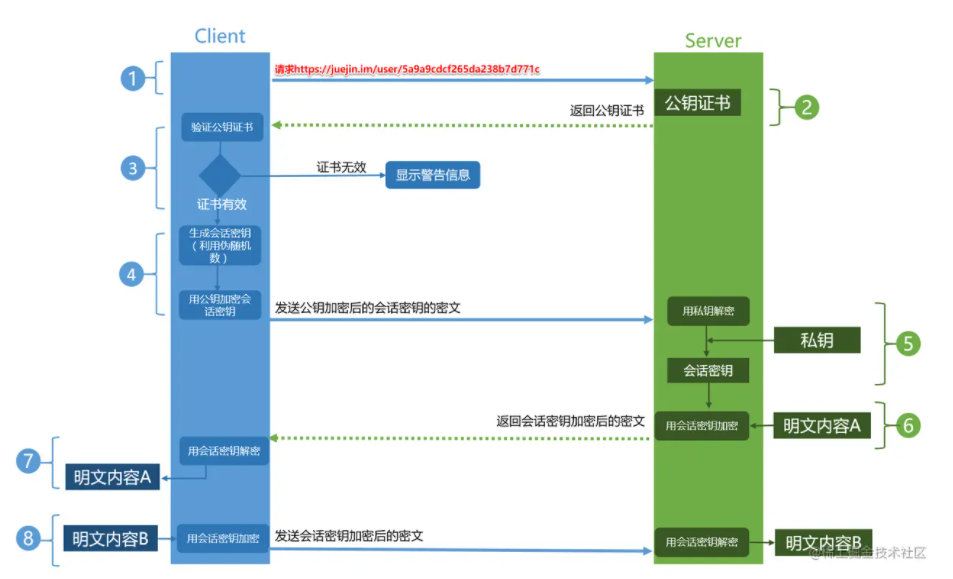 Client
Server
1
请求https://juejin.im/user/5a9a9cdcf265da238b7d771c
公钥证书
2
返回公钥证书
验证公钥证书
3
证书无效
显示警告信息
证书有效
生成会话密钥
（利用伪随机
数）
4
用公钥加密会
话密钥
发送公钥加密后的会话密钥的密文
用私钥解密
私钥
5
会话密钥
返回会话密钥加密后的密文
用会话密钥加密
明文内容A
6
7
用会话密钥解密
明文内容A
8
明文内容B
用会话密钥加密
发送会话密钥加密后的密文
用会话密钥解密
明文内容B
@稀土掘金技术社区